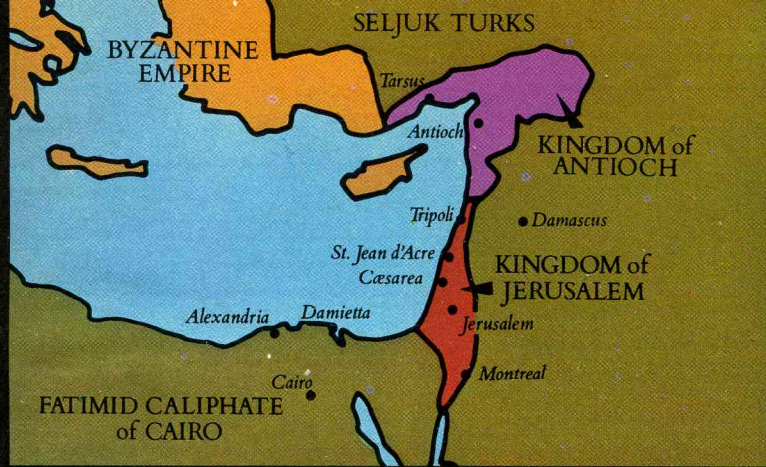 SELJUK TURKS
BYZANTINE
EMPIRE
Tarsus
Antioch
KINGDOM of
ANTIOCH
Tripoli
Damascus
St. Jean d'Acre
KINGDOM of
JERUSALEM
Cæsarea
Alexandria
Damietta
Jerusalem
Montreal
Cairo
FATIMID CALIPHATE
of CAIRO